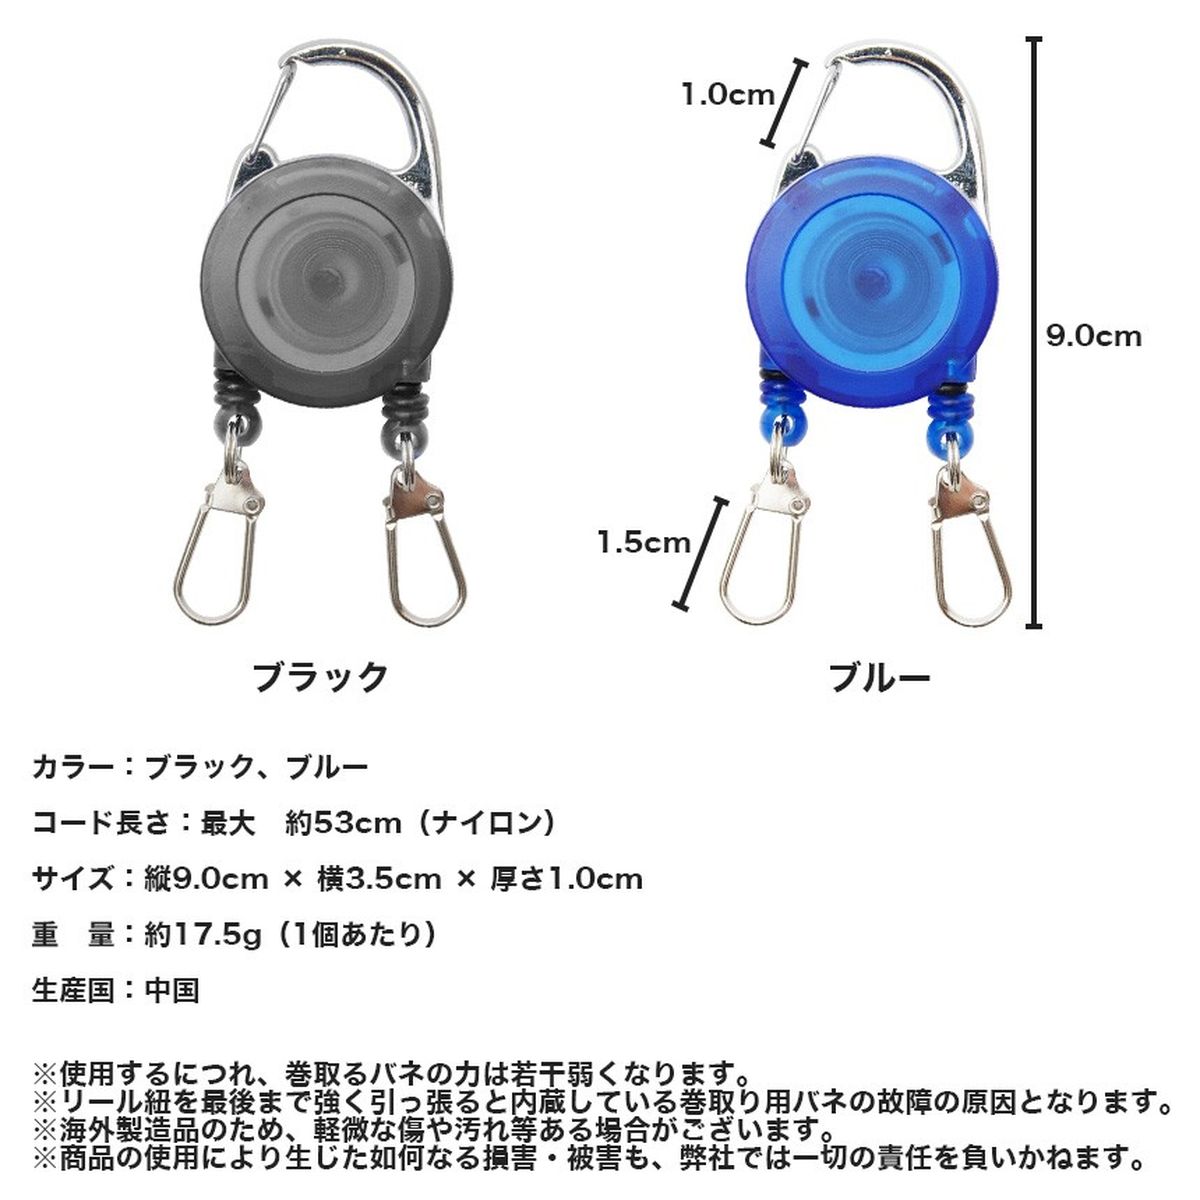 1.0cm
9.0cm
1.5cm
ブラック
ブルー
カラー：ブラック、ブルー
コード長さ：最大　約53cm（ナイロン）
サイズ：縦9.0cm × 横3.5cm × 厚さ1.0cm
重　量：約17.5g（1個あたり）
生産国：中国
※使用するにつれ、巻取るバネの力は若干弱くなります。
※リール紐を最後まで強く引っ張ると内蔵している巻取り用バネの故障の原因となります。
※海外製造品のため、軽微な傷や汚れ等ある場合がございます。
※商品の使用により生じた如何なる損害・被害も、弊社では一切の責任を負いかねます。